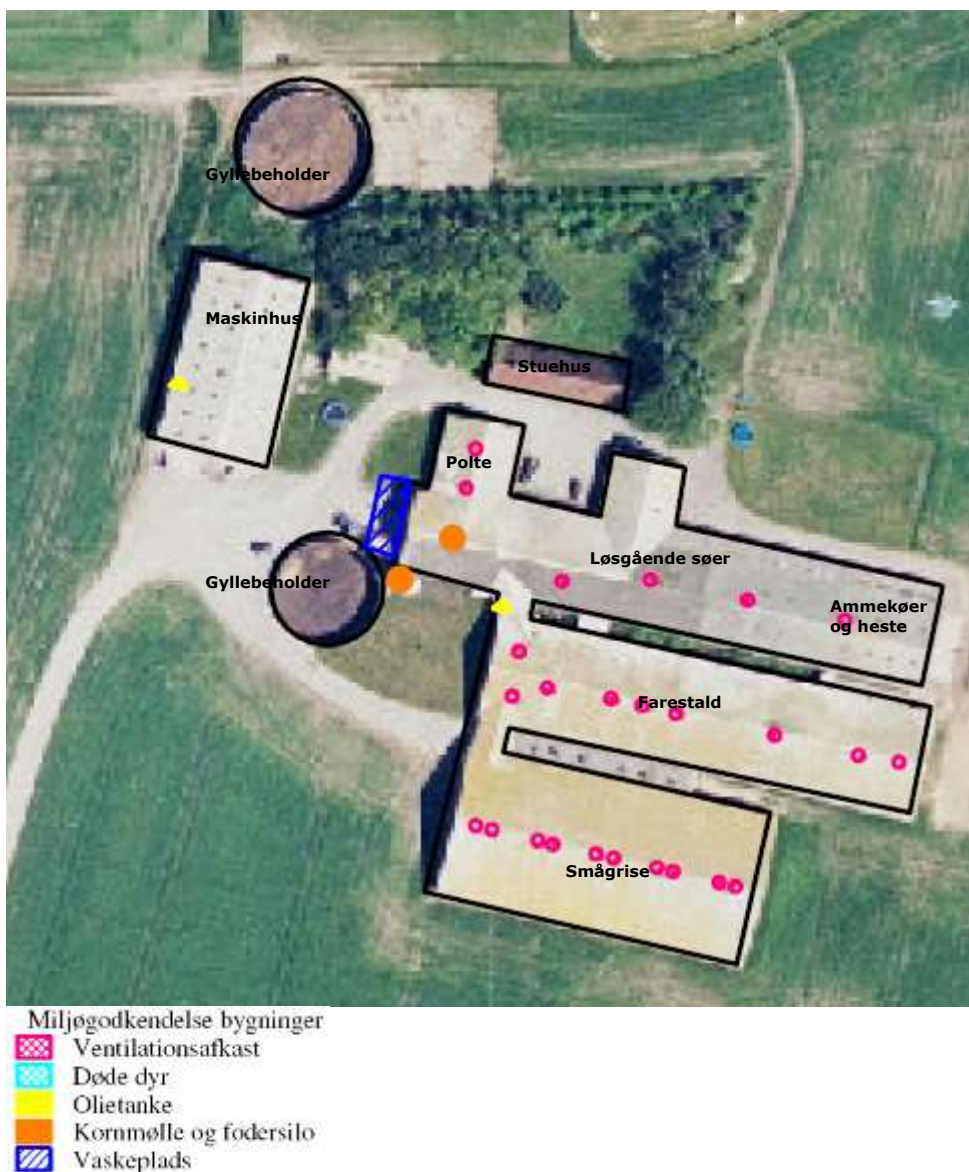 Gyllebeholder
Maskinhus
Stuehus
Polte
Løsgående søer
Gyllebeholder
Ammekøer
og heste
Farestald
Smågrise
Miljøgodkendelse bygninger
Ventilationsafkast
Døde dyr
Olietanke
Kornmølle og fodersilo
Vaskeplads